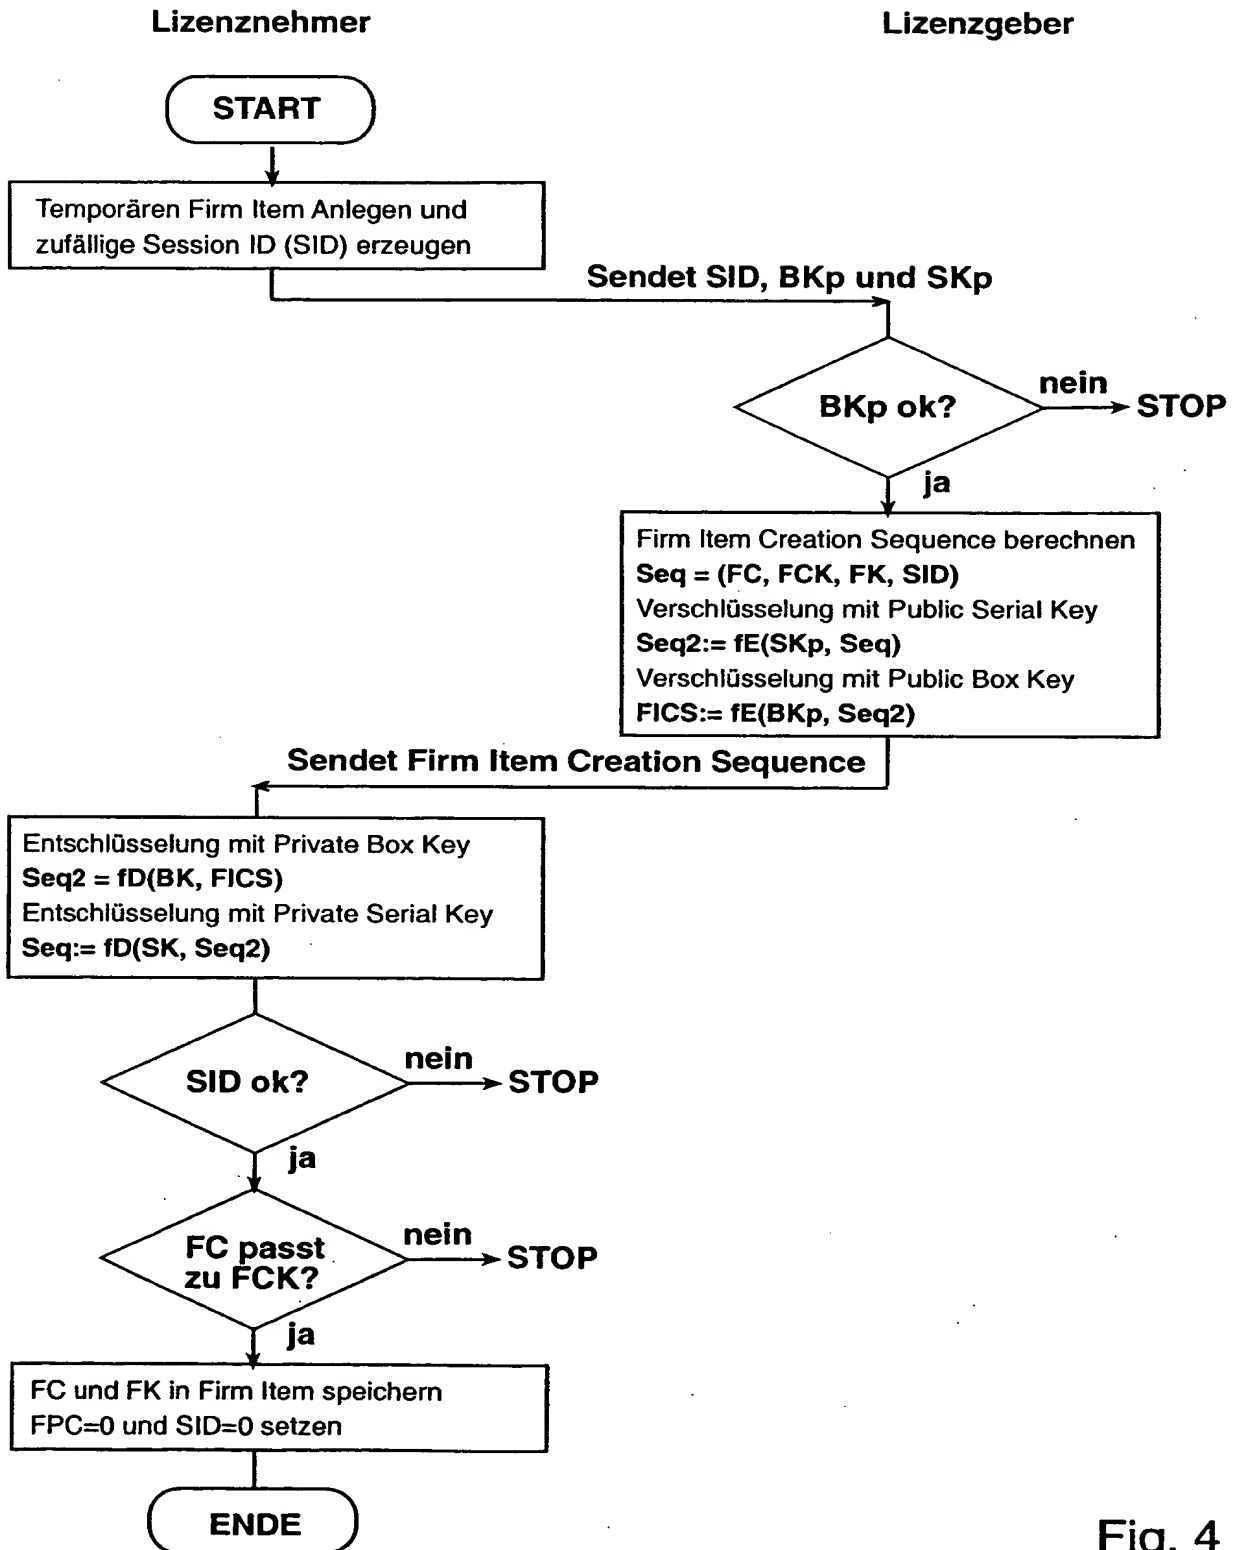 Lizenznehmer
Lizenzgeber
START
Temporären Firm Item Anlegen und
zufällige Session ID (SID) erzeugen
Sendet SID, BKp und SKp
BKp ok?
nein
STOP
ja
Firm Item Creation Sequence berechnen
Seq = (FC, FCK, FK, SID)
Verschlüsselung mit Public Serial Key
Seq2:= fE(SKp, Seq)
Verschlüsselung mit Public Box Key
FICS:= fE(BKp, Seq2)
Sendet Firm Item Creation Sequence
Entschlüsselung mit Private Box Key
Seq2 = fD(BK, FICS)
Entschlüsselung mit Private Serial Key
Seq:= fD(SK, Seq2)
SID ok?
nein
STOP
ja
FC passt
zu FCK?
nein
STOP
ja
FC und FK in Firm Item speichern
FPC=0 und SID=0 setzen
ENDE
Fig. 4